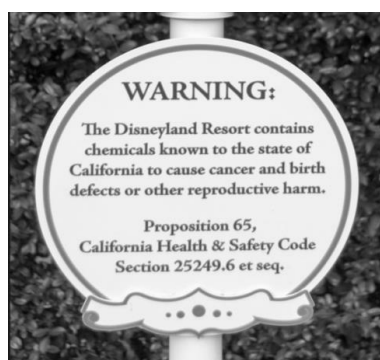 WARNING:
The Disneyland Resort contains
chemicals known to the state of
California to cause cancer and birth
defects or other reproductive harm.
Proposition 65,
California Health & Safety Code
Section 25249.6 et seq.